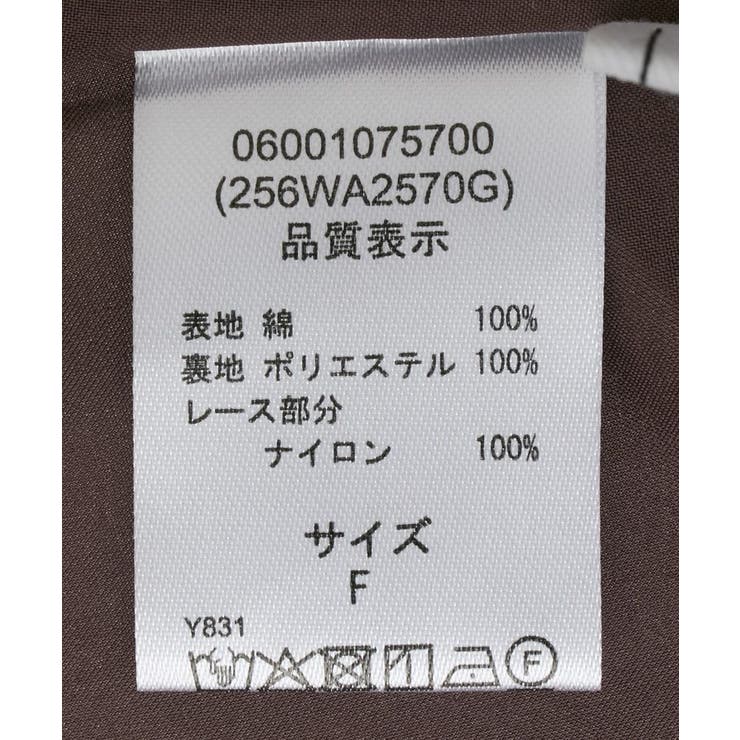 06001075700
(256WA2570G)
品質表示
表地 綿 100%
裏地 ポリエステル 100%
レース部分
ナイロン 100%
サイズ
F
Y831
F